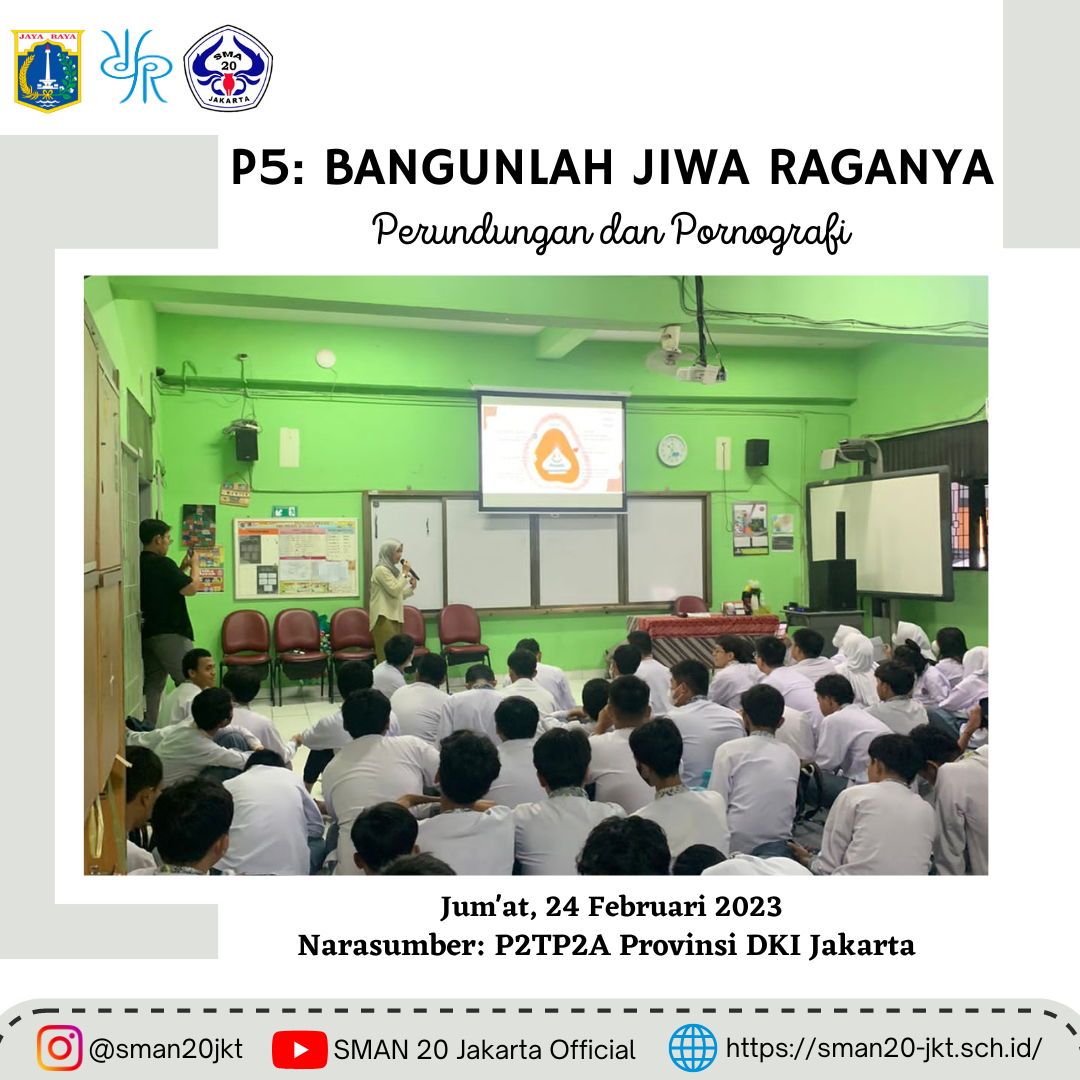 JAYA RAYA
SMA
20
JAKARTA
P5: BANGUNLAH JIWA RAGANYA
Perundungan dan Pornografi
Jum'at, 24 Februari 2023
Narasumber: P2TP2A Provinsi DKI Jakarta
@sman20jkt
SMAN 20 Jakarta Official
https://sman20-jkt.sch.id/